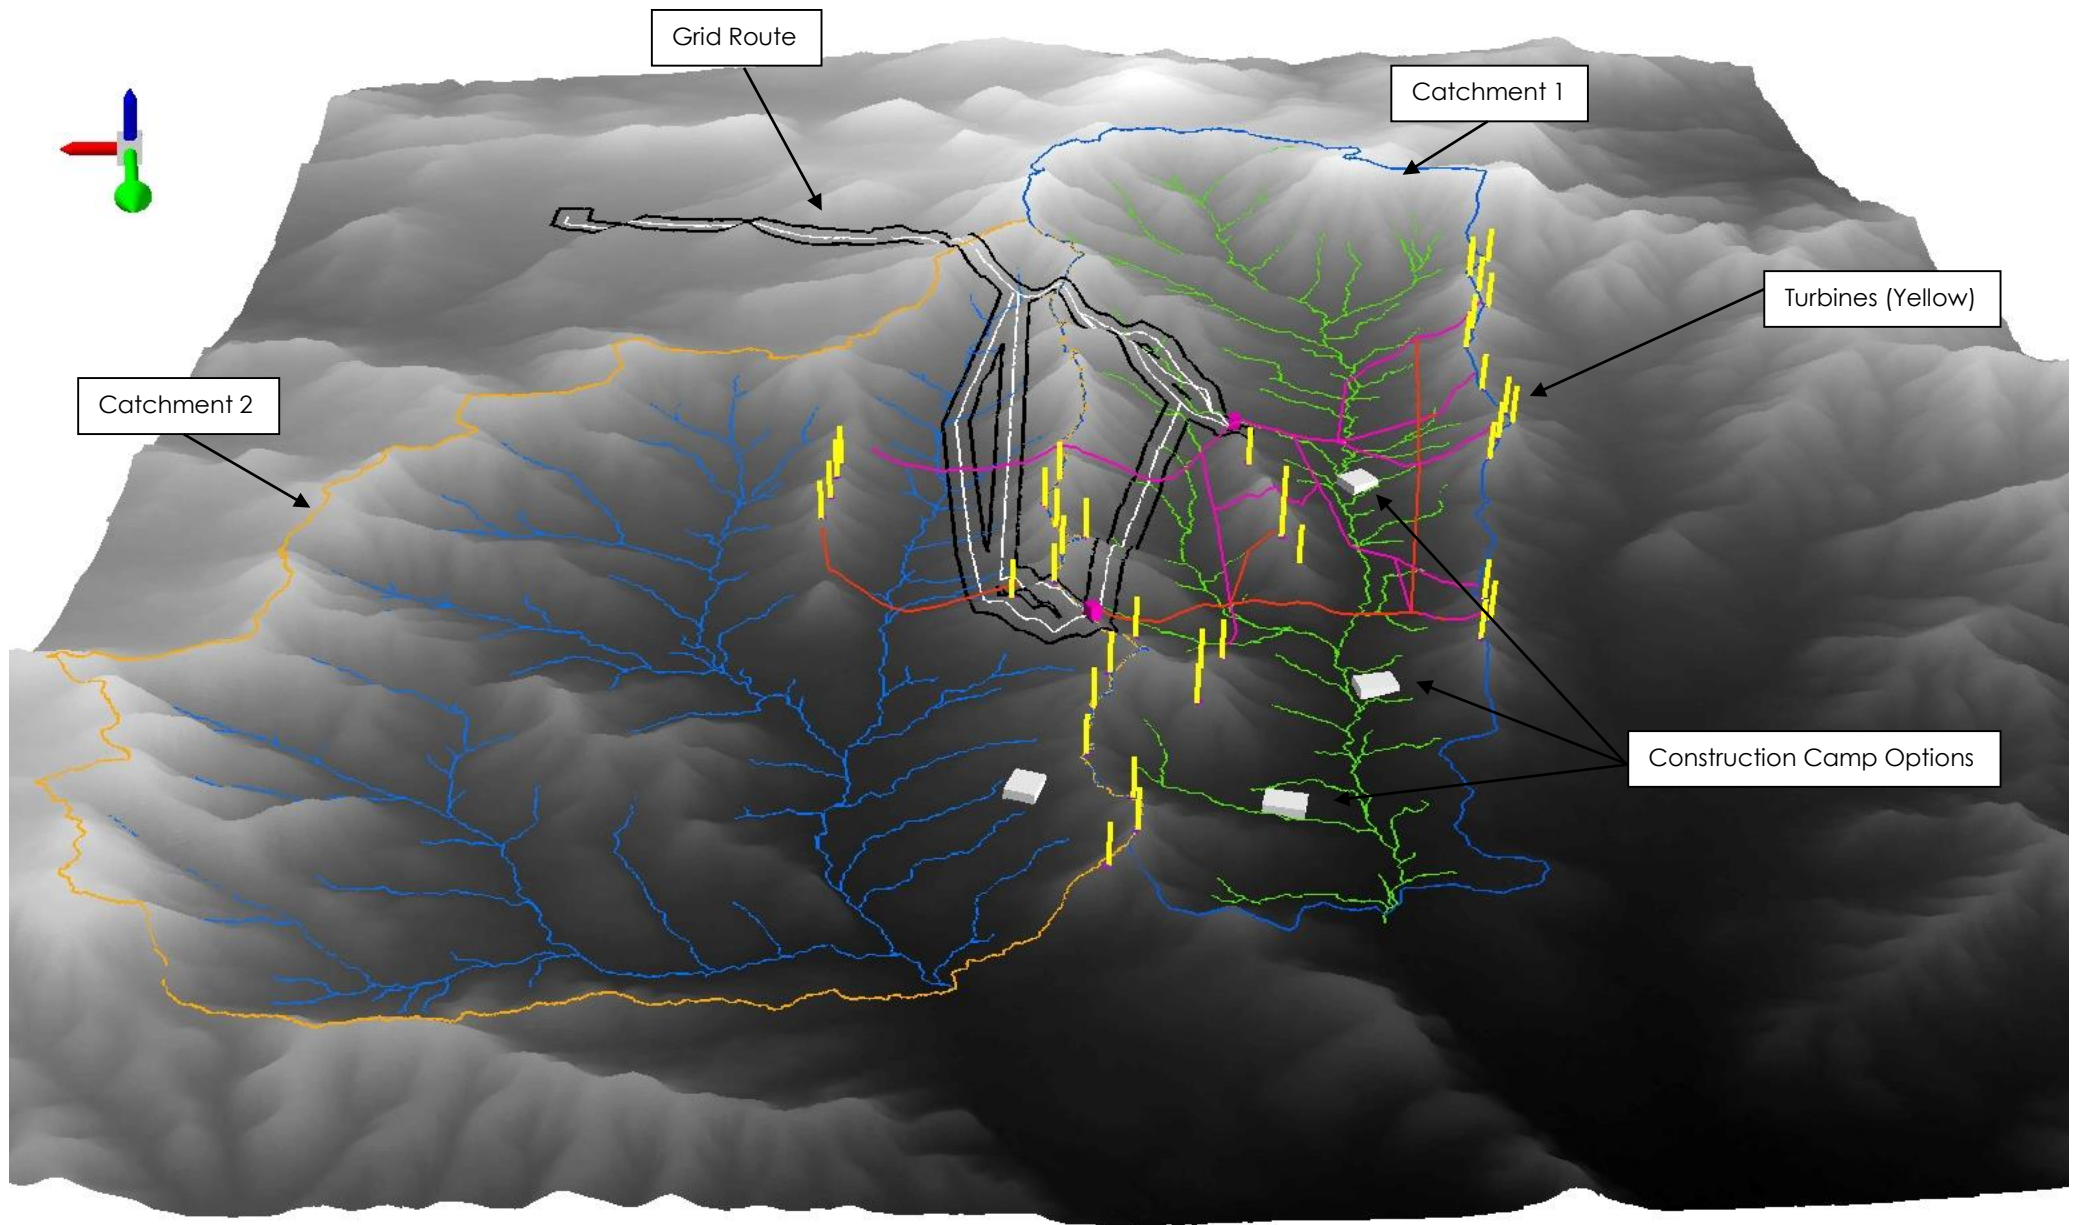 Grid Route
Catchment 1
Turbines (Yellow)
Catchment 2
Construction Camp Options